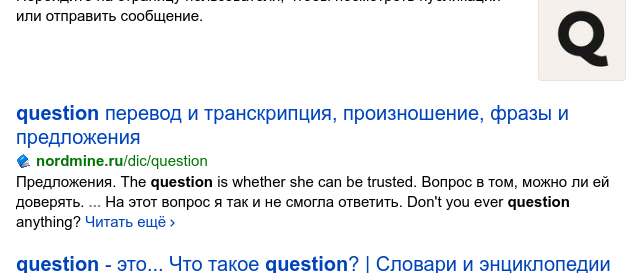 или отправить сообщение.
Q
question перевод и транскрипция, произношение, фразы и
предложения
nordmine.ru/dic/question
Предложения. The question is whether she can be trusted. Вопрос в том, можно ли ей
доверять. ... На этот вопрос я так и не смогла ответить. Don't you ever question
anything? Читать ещё ›
question - это... Что такое question? | Словари и энциклопедии